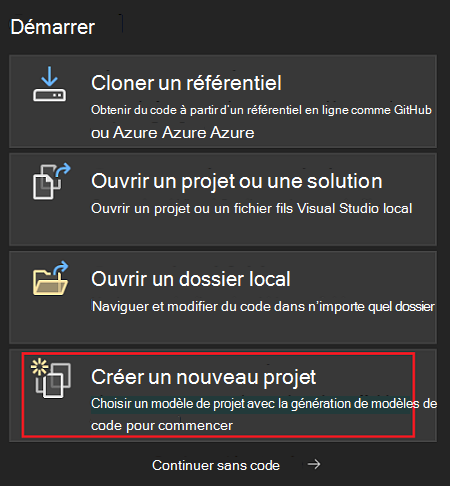 Démarrer
Cloner un référentiel
Obtenir du code à partir d'un référentiel en ligne comme GitHub
ou Azure Azure Azure
Ouvrir un projet ou une solution
Ouvrir un projet ou un fichier fils Visual Studio local
Ouvrir un dossier local
Naviguer et modifier du code dans n'importe quel dossier
Créer un nouveau projet
Choisir un modèle de projet avec la génération de modèles de
code pour commencer
Continuer sans code →